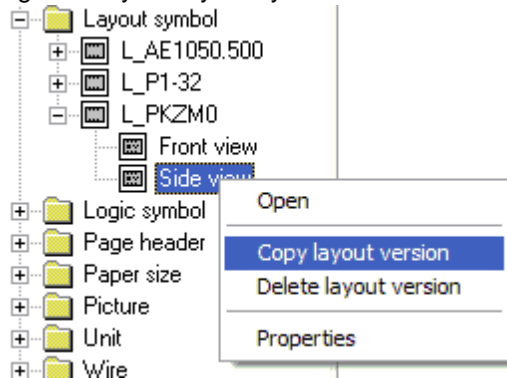 Layout symbol
L_AE1050.500
L_P1-32
L_PKZM0
Front view
Side view
Open
Logic symbol
Copy layout version
Page header
Delete layout version
Paper size
Picture
Properties
Unit
Wire